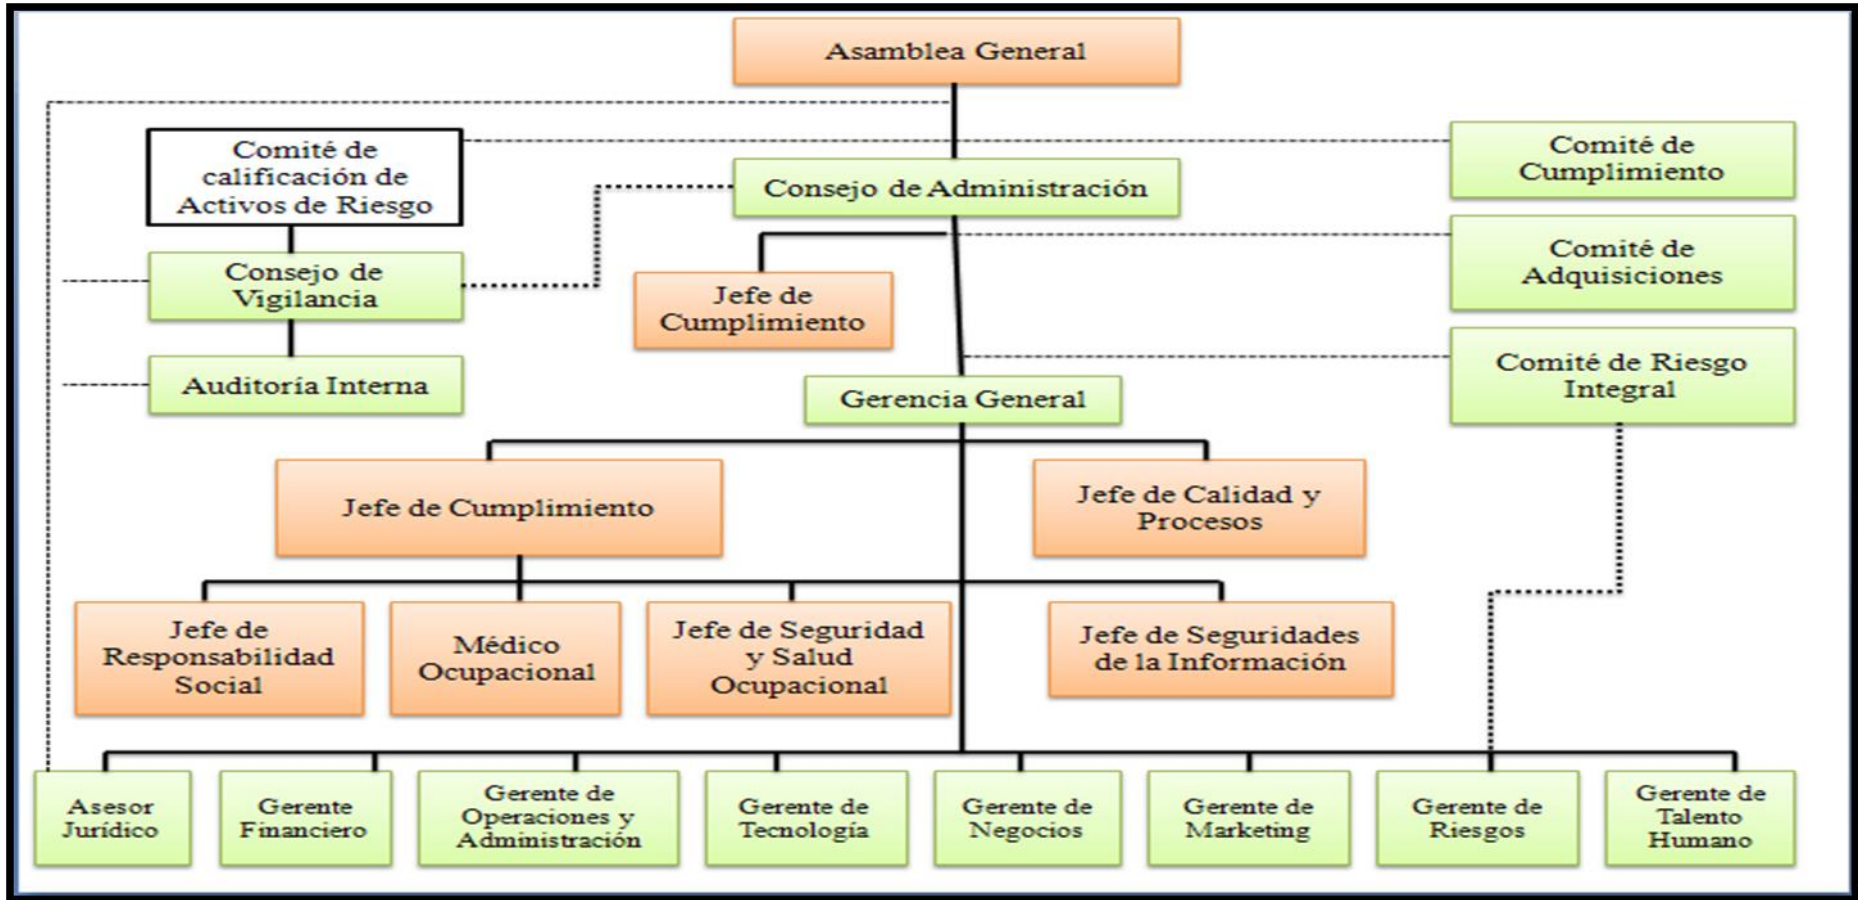 Asamblea General
Comité de
calificación de
Activos de Riesgo
Comité de
Cumplimiento
Consejo de Administración
Comité de
Adquisiciones
Consejo de
Vigilancia
Jefe de
Cumplimiento
Comité de Riesgo
Integral
Auditoría Interna
Gerencia General
Jefe de Cumplimiento
Jefe de Calidad y
Procesos
Jefe de
Responsabilidad
Social
Médico
Ocupacional
Jefe de Seguridad
y Salud
Ocupacional
Jefe de Seguridades
de la Información
Asesor
Jurídico
Gerente
Financiero
Gerente de
Operaciones y
Administración
Gerente de
Tecnología
Gerente de
Negocios
Gerente de
Marketing
Gerente de
Riesgos
Gerente de
Talento
Humano